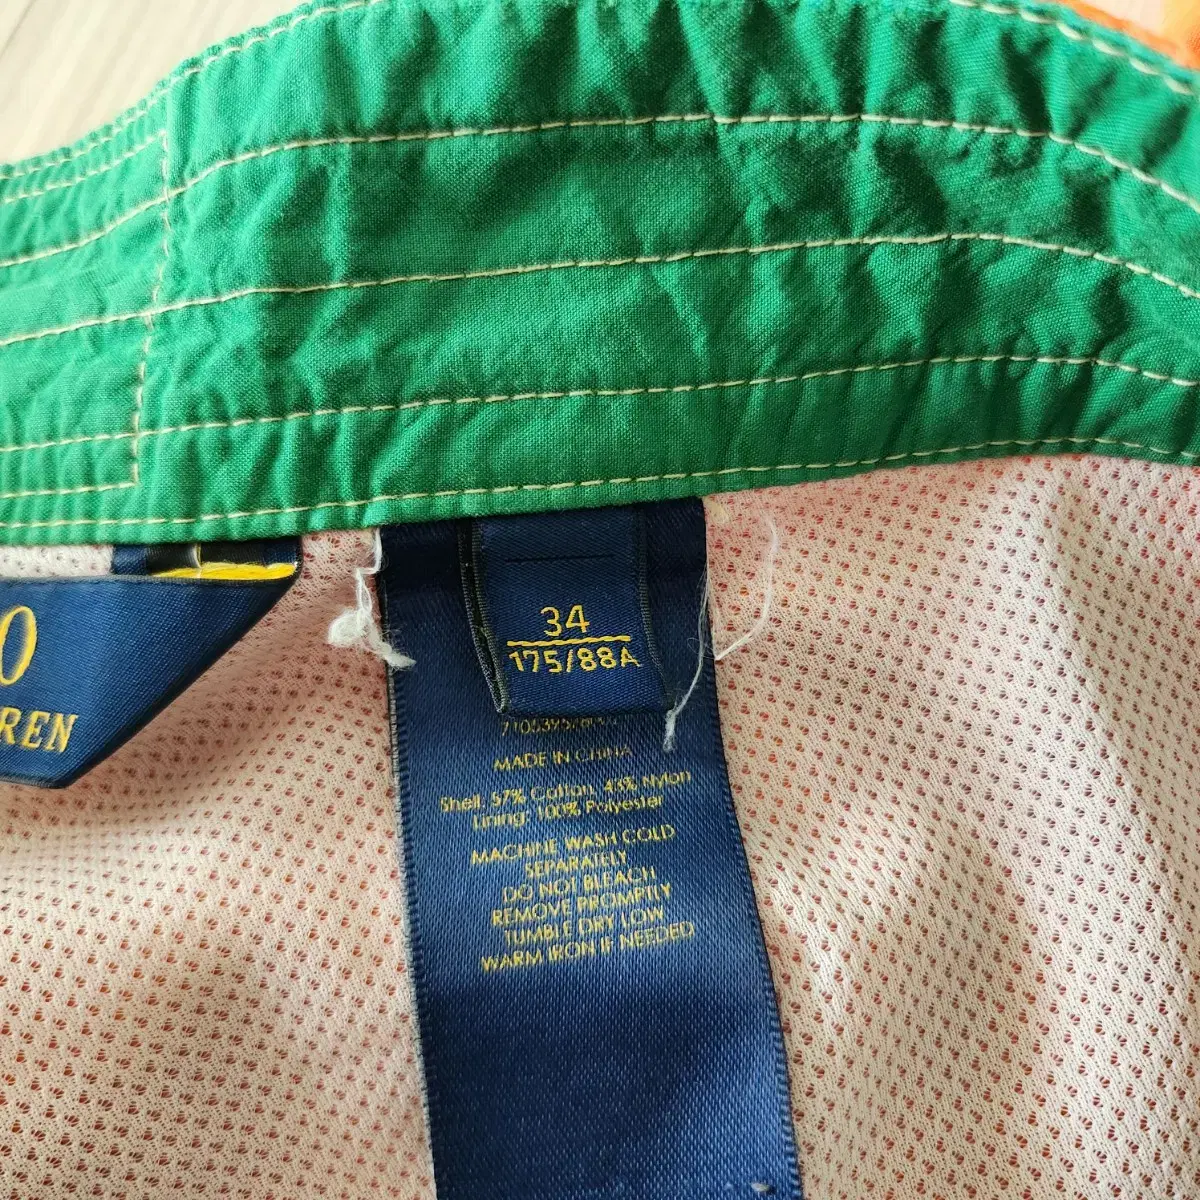 O
REN
34
175/88A
MADE IN CHINA
Shell: 57% Cotton, 43% Nylon
Lining: 100% Polyester
MACHINE WASH COLD
SEPARATELY
DO NOT BLEACH
REMOVE PROMPTLY
TUMBLE DRY LOW
WARM IRON IF NEEDED